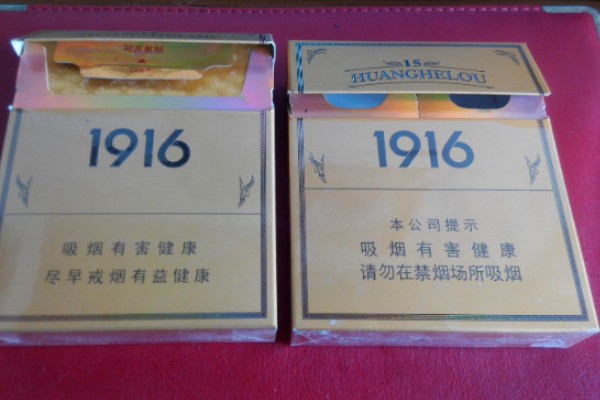 1916
吸烟有害健康
尽早戒烟有益健康
15
HUANGHELOU
1916
本公司提示
吸烟有害健康
请勿在禁烟场所吸烟